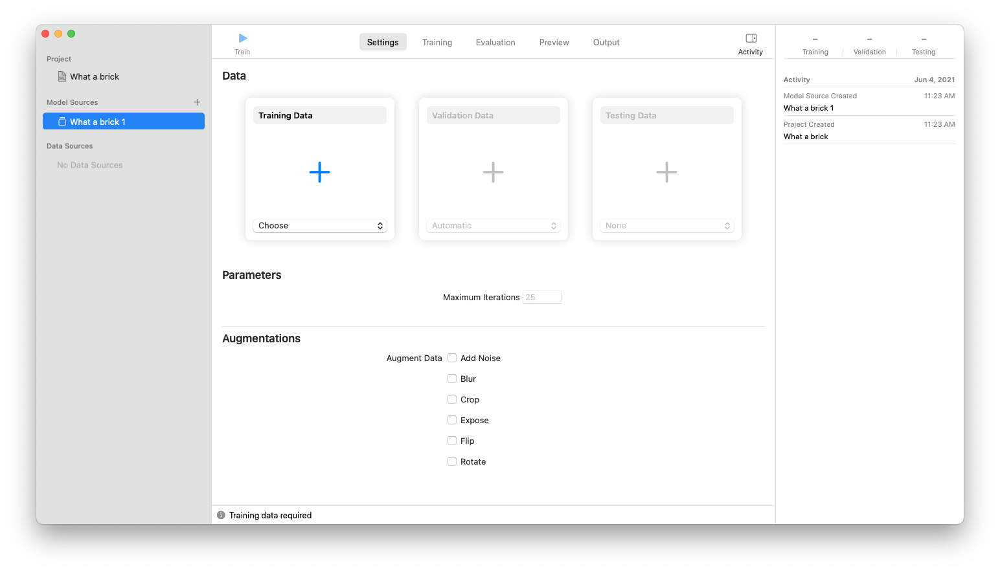 Project
What a brick
Model Sources
What a brick 1
Data Sources
No Data Sources
Train
Settings
Training
Evaluation
Preview
Output
Activity
Data
Training Data
Choose
Validation Data
Automatic
Testing Data
None
Parameters
Maximum Iterations 25
Augmentations
Augment Data Add Noise
Blur
Crop
Expose
Flip
Rotate
Training data required
– – –
Training Validation Testing
Activity Jun 4, 2021
Model Source Created 11:23 AM
What a brick 1
Project Created 11:23 AM
What a brick